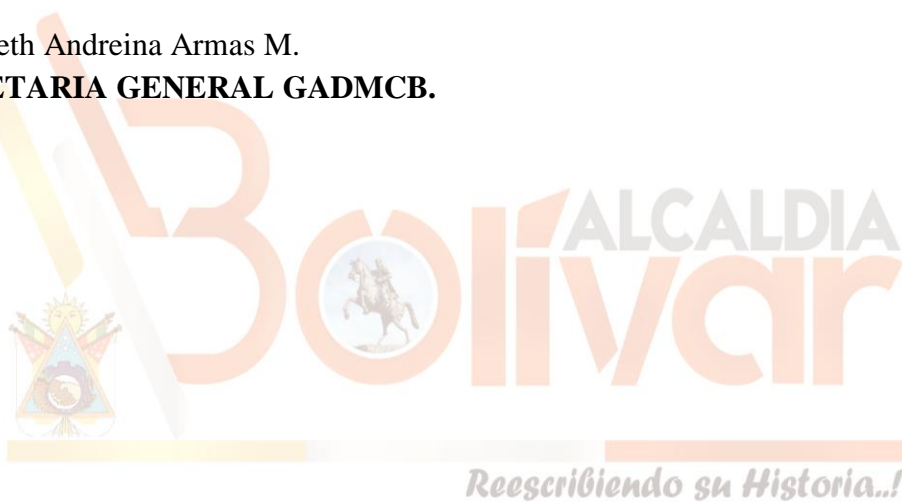 eth Andreina Armas M.
ETARIA GENERAL GADMCB.
ALCALDIA
Bolívar
Reescribiendo su Historia..!